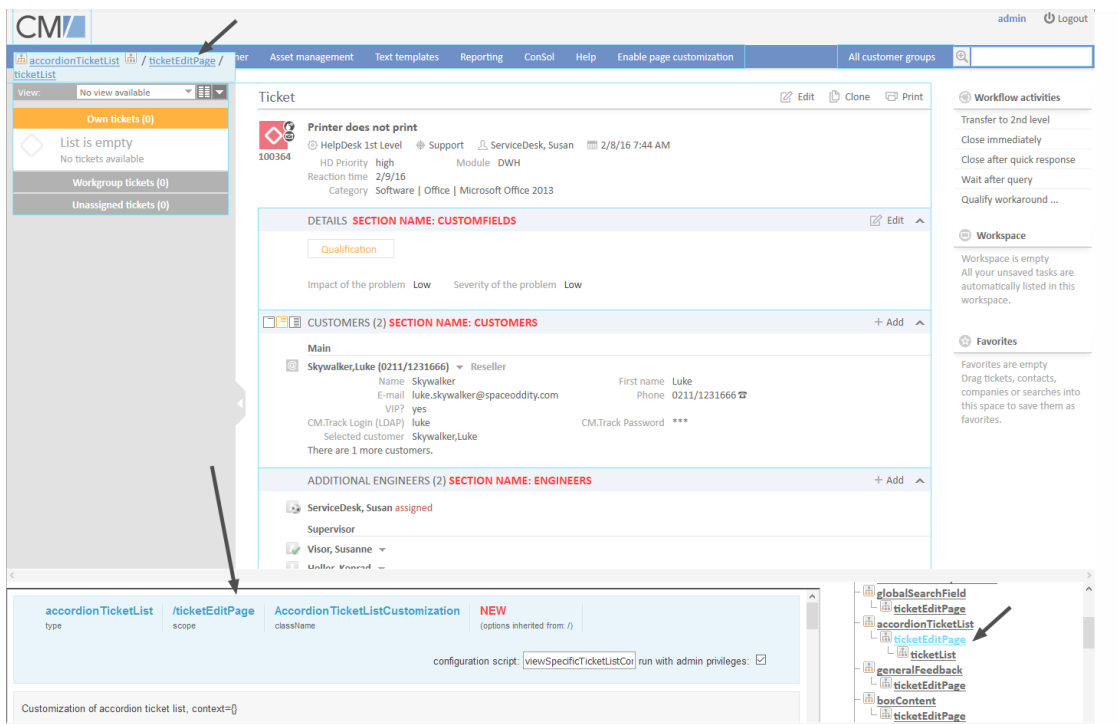 CM/
admin Logout
accordionTicketList / ticketEditPage /
ticketList
ner Asset management Text templates Reporting ConSol Help Enable page customization All customer groups
View: No view available
Own tickets (0)
List is empty
No tickets available
Workgroup tickets (0)
Unassigned tickets (0)
Ticket Edit Clone Print
Printer does not print
HelpDesk 1st Level Support ServiceDesk, Susan 2/8/16 7:44 AM
100364
HD Priority high Module DWH
Reaction time 2/9/16
Category Software | Office | Microsoft Office 2013
DETAILS SECTION NAME: CUSTOMFIELDS Edit
Qualification
Impact of the problem Low Severity of the problem Low
CUSTOMERS (2) SECTION NAME: CUSTOMERS + Add
Main
Skywalker,Luke (0211/1231666) Reseller
Name Skywalker First name Luke
E-mail luke.skywalker@spaceoddity.com Phone 0211/1231666
VIP? yes
CM.Track Login (LDAP) luke CM.Track Password ***
Selected customer Skywalker,Luke
There are 1 more customers.
ADDITIONAL ENGINEERS (2) SECTION NAME: ENGINEERS + Add
ServiceDesk, Susan assigned
Supervisor
Visor, Susanne
Holler, Konrad
Workflow activities
Transfer to 2nd level
Close immediately
Close after quick response
Wait after query
Qualify workaround ...
Workspace
Workspace is empty
All your unsaved tasks are
automatically listed in this
workspace.
Favorites
Favorites are empty
Drag tickets, contacts,
companies or searches into
this space to save them as
favorites.
accordionTicketList /ticketEditPage AccordionTicketListCustomization NEW
type scope className (options inherited from: /)
configuration script: viewSpecificTicketListCor run with admin privileges:
Customization of accordion ticket list, context={}
globalSearchField
ticketEditPage
accordionTicketList
ticketEditPage
ticketList
generalFeedback
ticketEditPage
boxContent
ticketEditPage